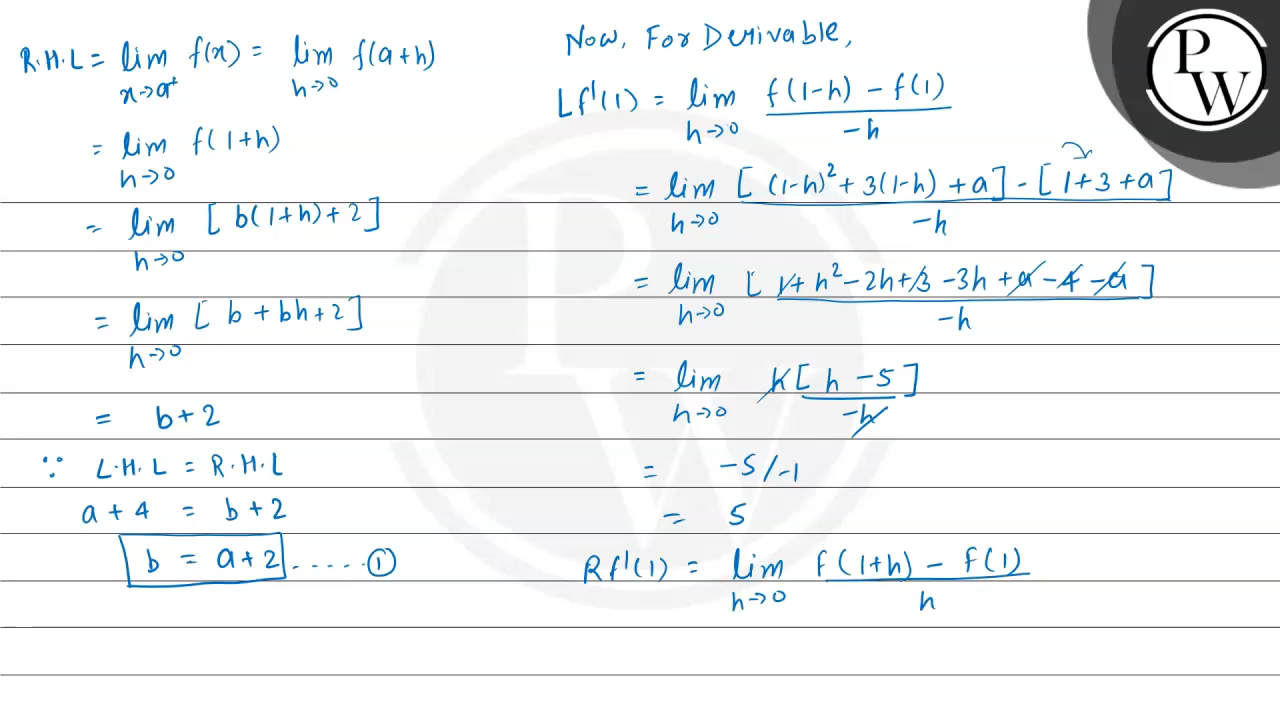 R.H.L = lim f(x) = lim f(a+h)
x→a⁺ h→0
= lim f(1+h)
h→0
= lim [ b(1+h)+2]
h→0
= lim [ b + bh+2]
h→0
= b+2
∵ L.H.L = R.H.L
a+4 = b+2
b = a+2 ..... ①
Now, For Derivable,
Lf'(1) = lim f(1-h) - f(1)
h→0 -h
= lim [ (1-h)² + 3(1-h) + a] - [ 1+3+a]
h→0 -h
= lim [ 1+ h² - 2h + 3 - 3h + a - 4 - a ]
h→0 -h
= lim h[ h - 5 ]
h→0 -h
= -5/-1
= 5
Rf'(1) = lim f(1+h) - f(1)
h→0 h
P
W
P
W